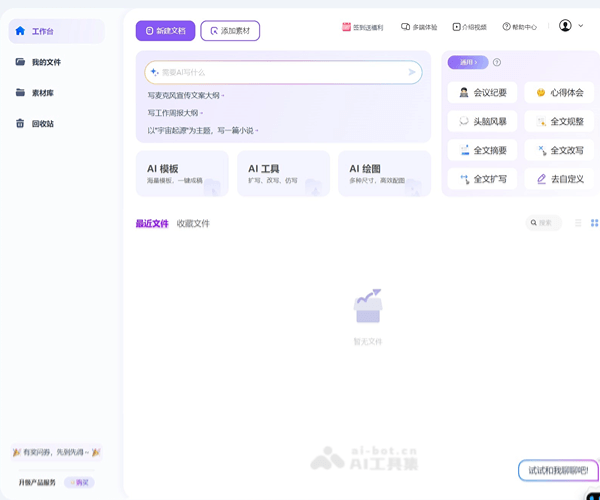 工作台
我的文件
素材库
回收站
新建文档
添加素材
签到送福利
多端体验
介绍视频
帮助中心
需要AI写什么
写麦克风宣传文案大纲
写工作周报大纲
以"宇宙起源"为主题，写一篇小说
通用
会议纪要
心得体会
头脑风暴
全文规整
全文摘要
全文改写
全文扩写
去自定义
AI 模板
海量模板，一键成稿
AI 工具
扩写、改写、仿写
AI 绘图
多种尺寸，高效配图
最近文件
收藏文件
搜索
暂无文件
ai-bot.cn
AI工具集
有奖问券，先到先得~
升级产品服务
购买
试试和我聊聊吧!